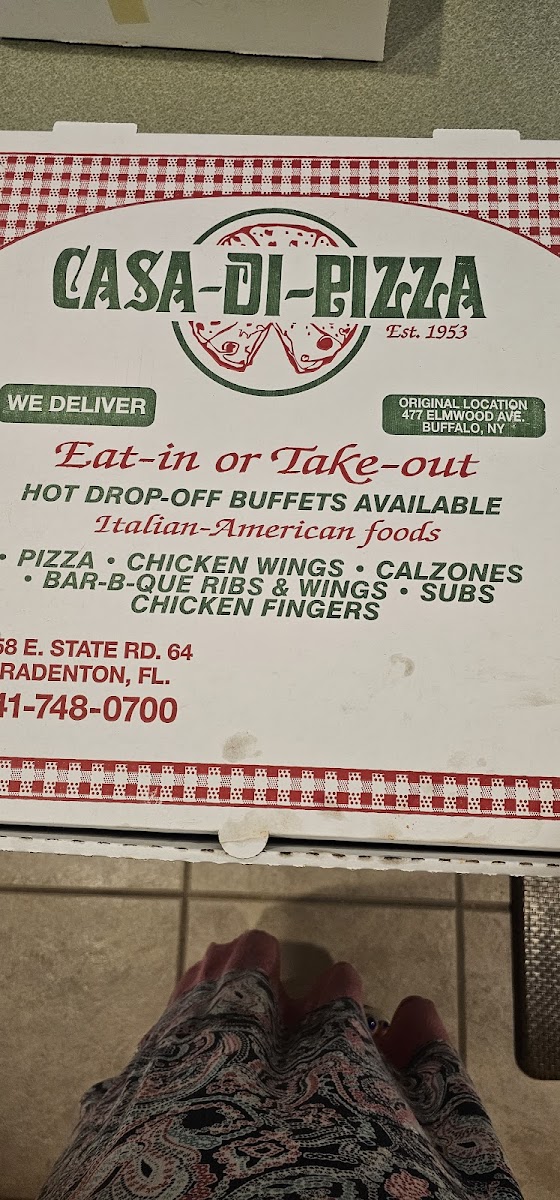 CASA-DI-PIZZA
Est. 1953
WE DELIVER
ORIGINAL LOCATION
477 ELMWOOD AVE.
BUFFALO, NY
Eat-in or Take-out
HOT DROP-OFF BUFFETS AVAILABLE
Italian-American foods
• PIZZA • CHICKEN WINGS • CALZONES
• BAR-B-QUE RIBS & WINGS • SUBS
CHICKEN FINGERS
58 E. STATE RD. 64
RADENTON, FL.
41-748-0700